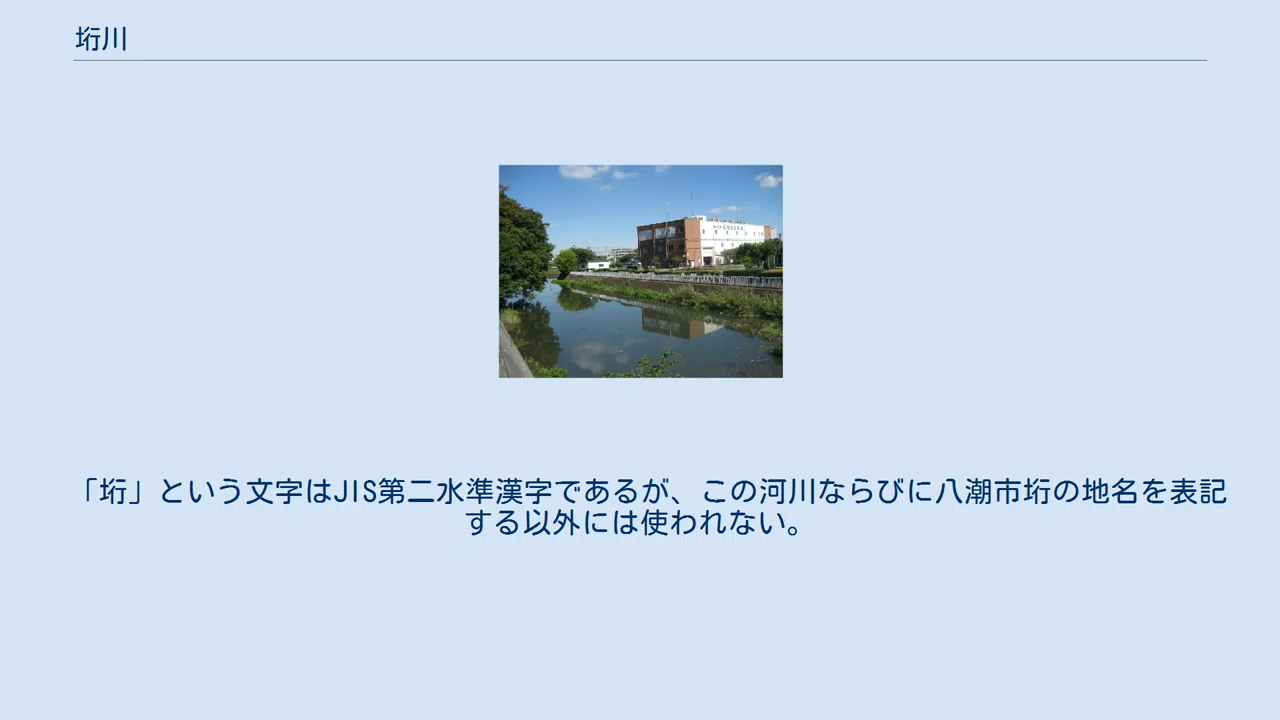 垳川
「垳」という文字はJIS第二水準漢字であるが、この河川ならびに八潮市垳の地名を表記
する以外には使われない。